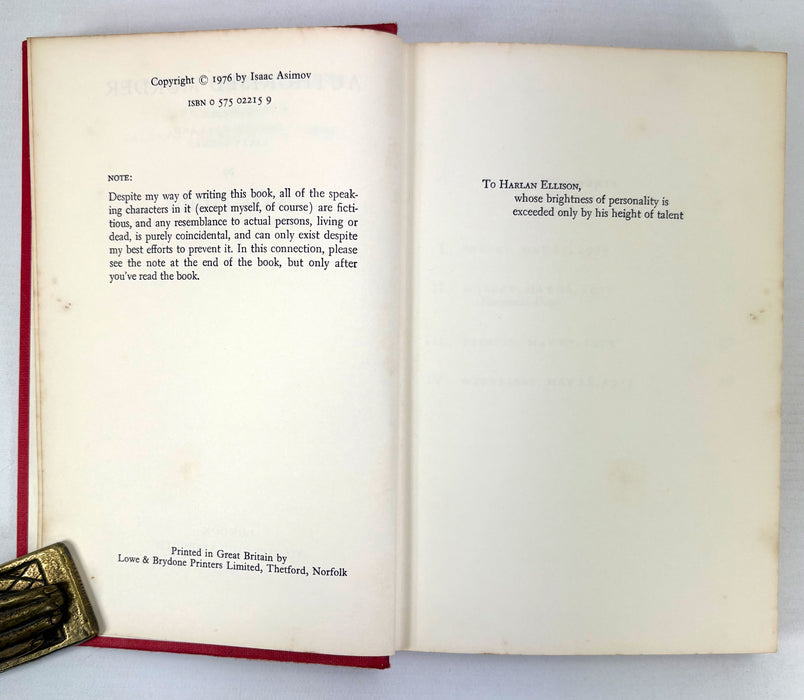 Copyright © 1976 by Isaac Asimov
ISBN 0 575 02215 9
NOTE:
Despite my way of writing this book, all of the speak-
ing characters in it (except myself, of course) are ficti-
tious, and any resemblance to actual persons, living or
dead, is purely coincidental, and can only exist despite
my best efforts to prevent it. In this connection, please
see the note at the end of the book, but only after
you've read the book.
Printed in Great Britain by
Lowe & Brydone Printers Limited, Thetford, Norfolk
To HARLAN ELLISON,
whose brightness of personality is
exceeded only by his height of talent